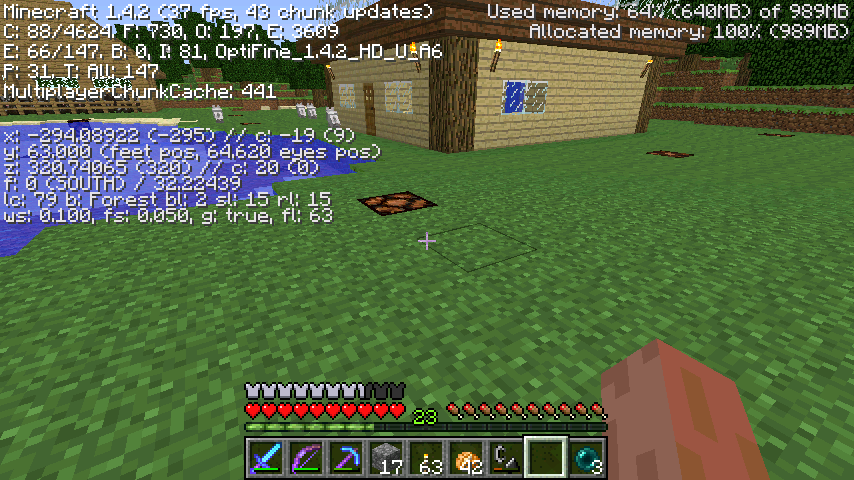 Minecraft 1.4.2 (37 fps, 43 chunk updates)
Used memory: 64% (640MB) of 989MB
C: 88/4624, F: 730, O: 197, E: 3609
Allocated memory: 100% (989MB)
E: 66/147, B: 0, I: 81, OptiFine_1.4.2_HD_U_A6
P: 31, T: All: 147
MultiplayerChunkCache: 441
x: -294.08922 (-295) // c: -19 (9)
y: 63.000 (feet pos, 64.620 eyes pos)
z: 320.74065 (320) // c: 20 (0)
f: 0 (SOUTH) / 32.22439
lc: 79 b: Forest bl: 2 sl: 15 rl: 15
ws: 0.100, fs: 0.050, g: true, fl: 63
23
17 63 42 3